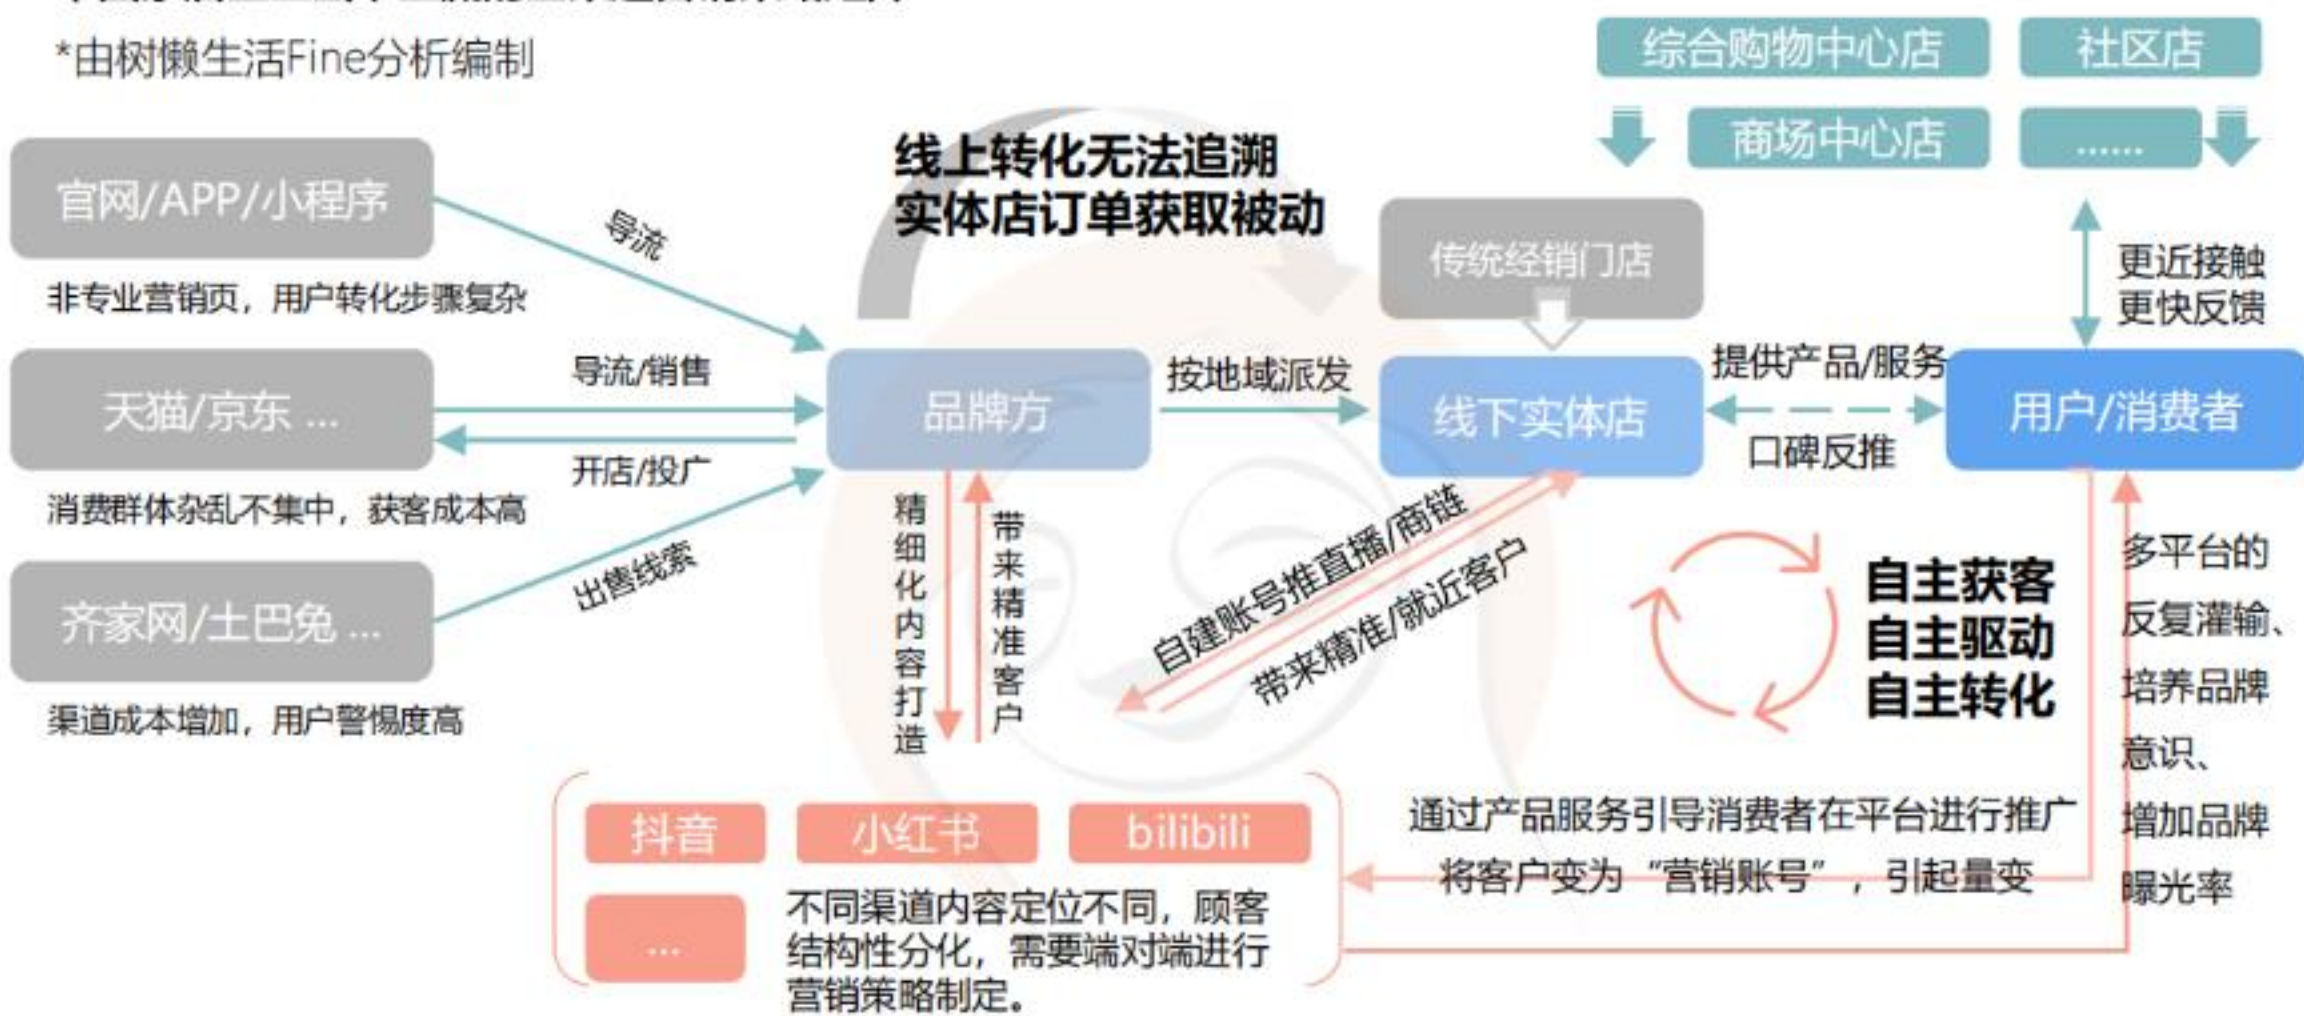 *由树懒生活Fine分析编制
综合购物中心店
社区店
商场中心店
......
线上转化无法追溯
实体店订单获取被动
官网/APP/小程序
非专业营销页，用户转化步骤复杂
导流
传统经销门店
更近接触
更快反馈
天猫/京东 ...
消费群体杂乱不集中，获客成本高
导流/销售
开店/投广
品牌方
按地域派发
线下实体店
提供产品/服务
口碑反推
用户/消费者
齐家网/土巴兔 ...
渠道成本增加，用户警惕度高
出售线索
精细化内容打造
带来精准客户
自建账号推直播/商链
带来精准/就近客户
自主获客
自主驱动
自主转化
多平台的
反复灌输、
培养品牌
意识、
增加品牌
曝光率
抖音
小红书
bilibili
...
不同渠道内容定位不同，顾客
结构性分化，需要端对端进行
营销策略制定。
通过产品服务引导消费者在平台进行推广
将客户变为“营销账号”，引起量变